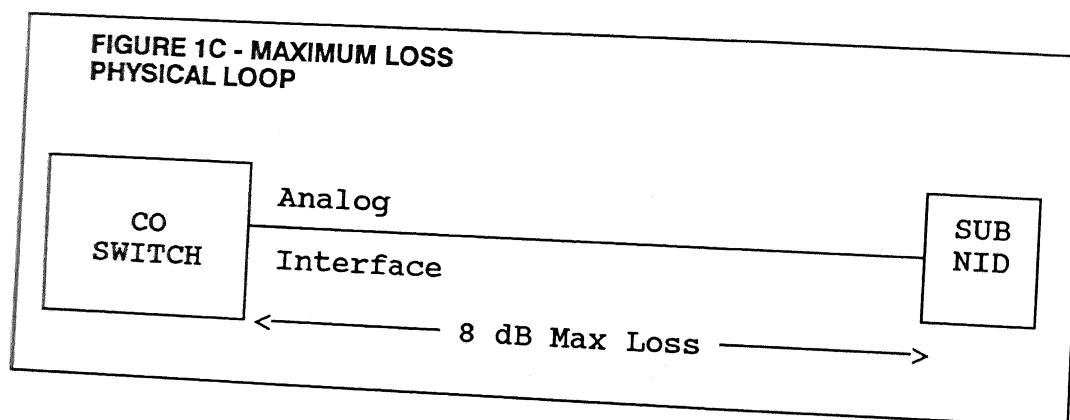 FIGURE 1C - MAXIMUM LOSS
PHYSICAL LOOP
CO
SWITCH
Analog
Interface
SUB
NID
8 dB Max Loss